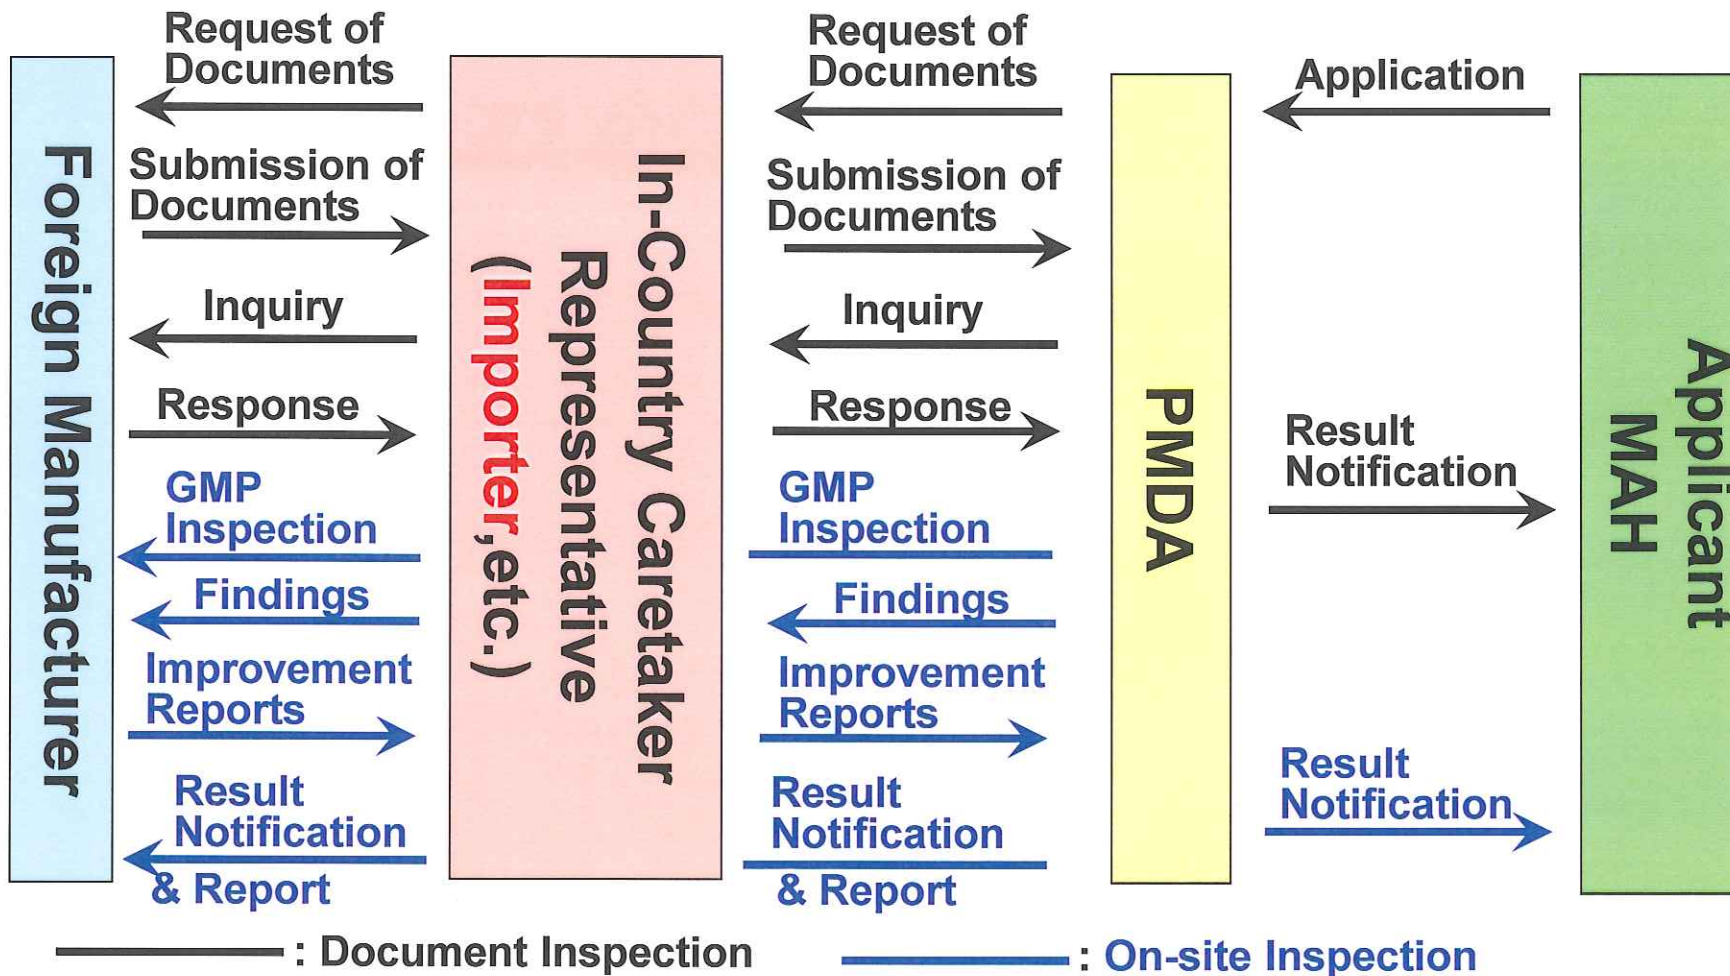 Request of
Documents
Submission of
Documents
Inquiry
Response
GMP
Inspection
Findings
Improvement
Reports
Result
Notification
& Report
Request of
Documents
Submission of
Documents
Inquiry
Response
GMP
Inspection
Findings
Improvement
Reports
Result
Notification
& Report
Application
Result
Notification
Result
Notification
Foreign Manufacturer
In-Country Caretaker
Representative
(Importer,etc.)
PMDA
Applicant
MAH
: Document Inspection
: On-site Inspection